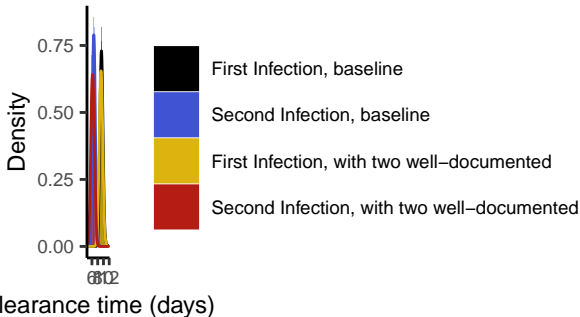 0.75
0.50
0.25
0.00
Density
First Infection, baseline
Second Infection, baseline
First Infection, with two well−documented
Second Infection, with two well−documented
learance time (days)